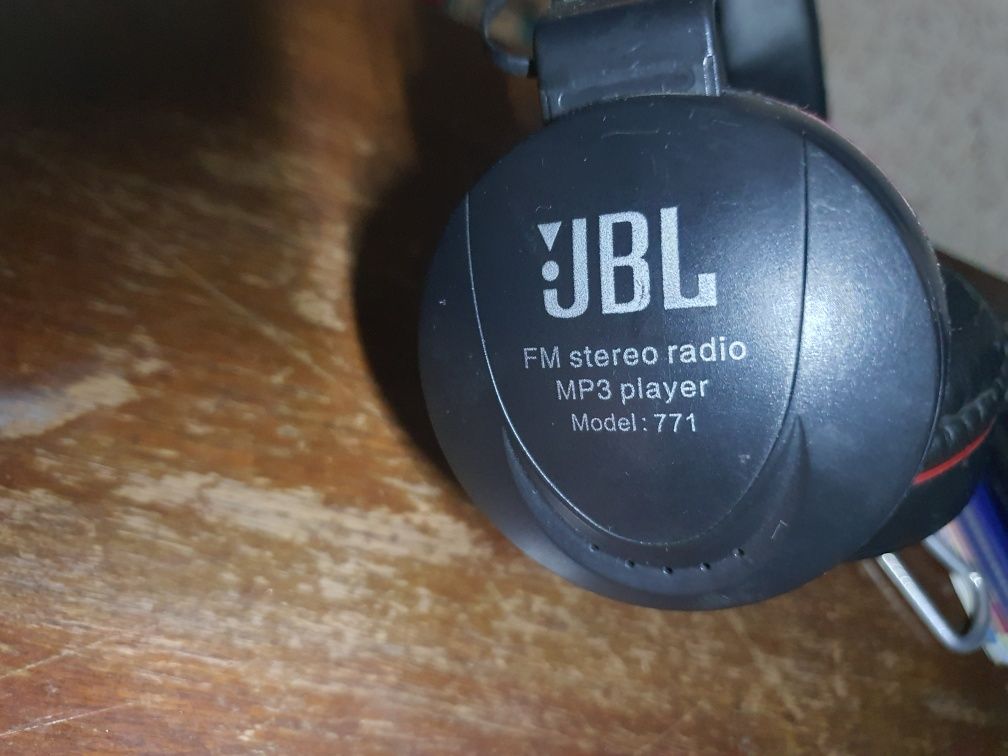 JBL
FM stereo radio
MP3 player
Model: 771